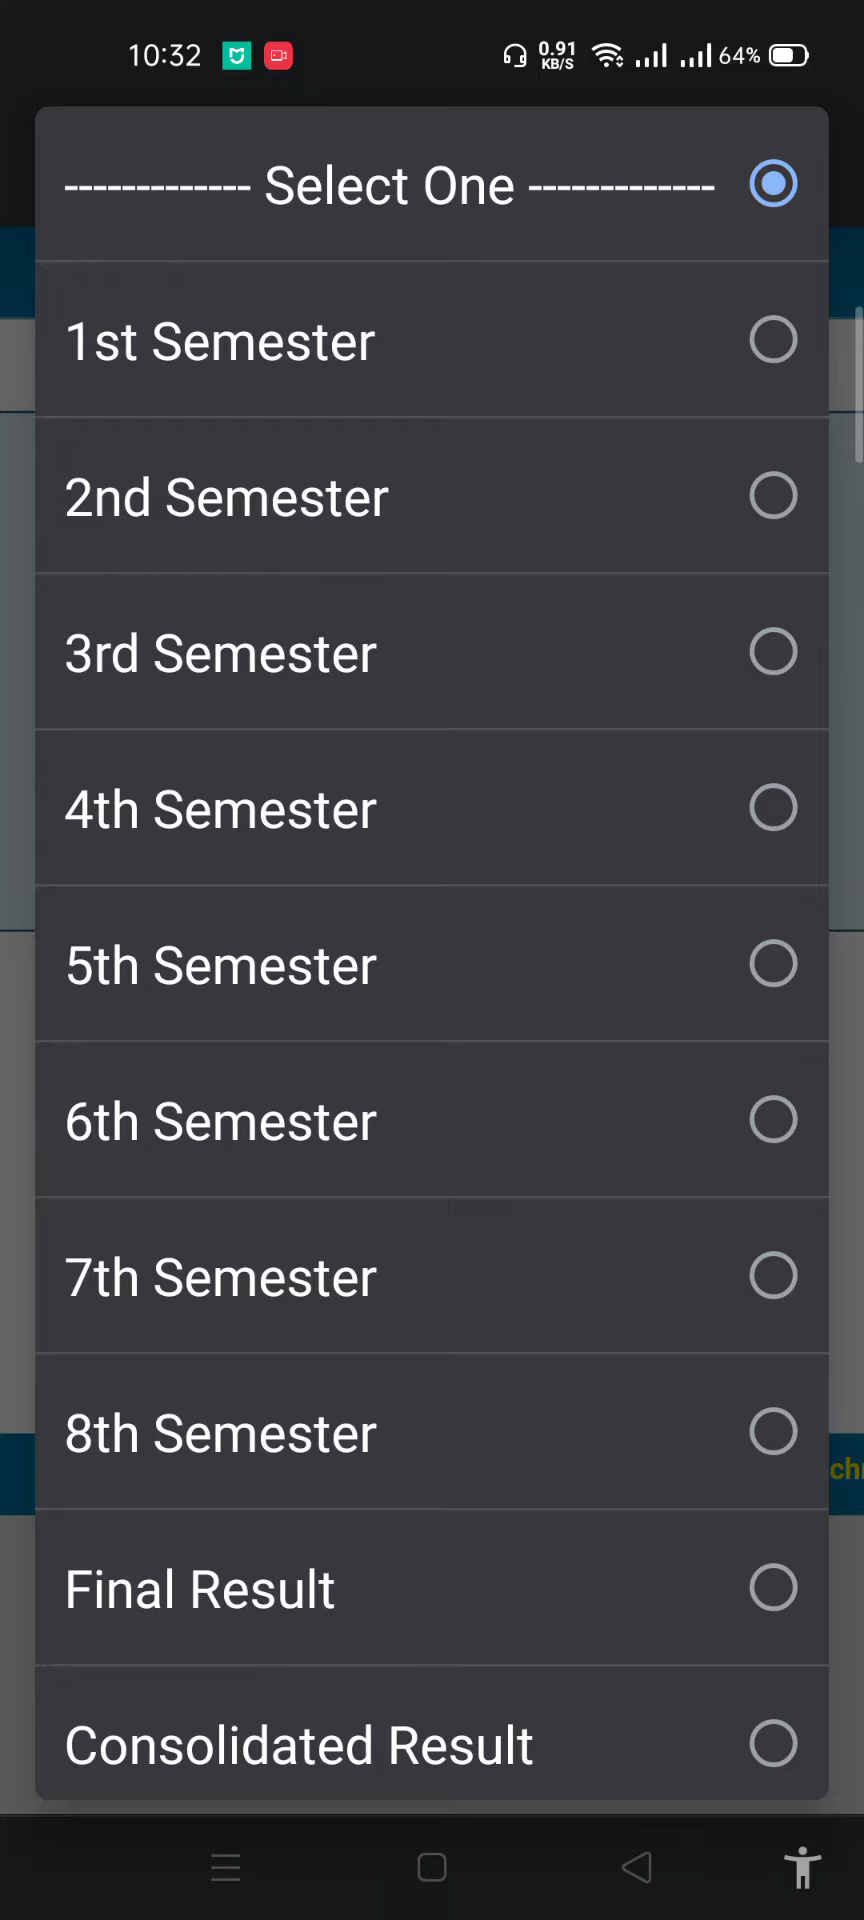 10:32 0.91 KB/S 64%
------------- Select One -------------
1st Semester
2nd Semester
3rd Semester
4th Semester
5th Semester
6th Semester
7th Semester
8th Semester
chn
Final Result
Consolidated Result